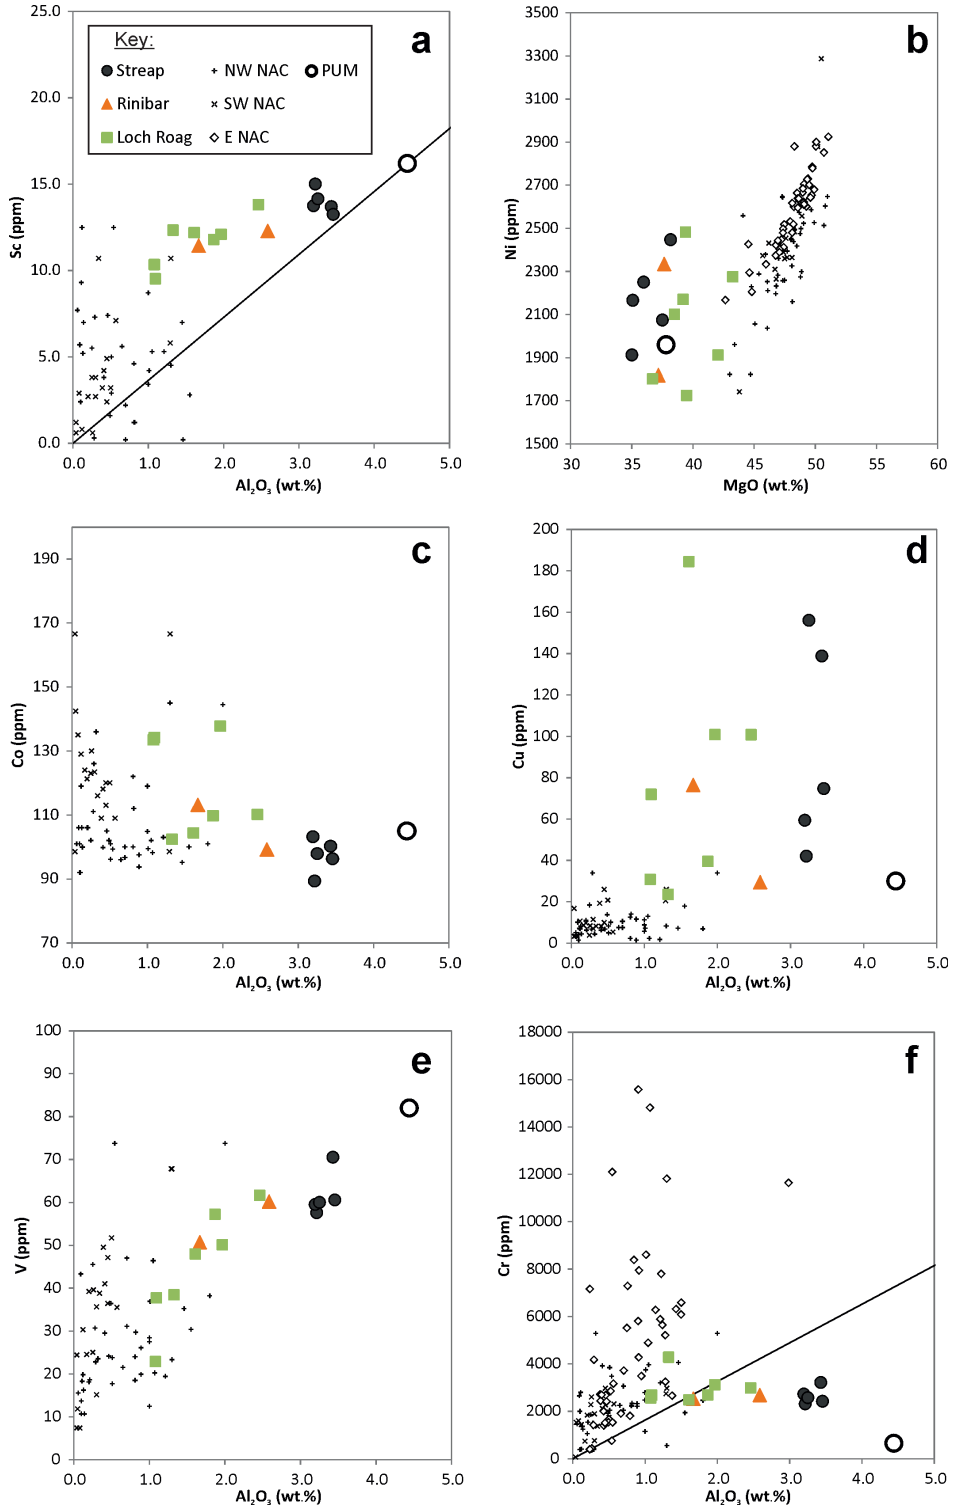 a
25.0
20.0
15.0
10.0
5.0
0.0
Sc (ppm)
Key:
Streap
NW NAC
PUM
Rinibar
SW NAC
Loch Roag
E NAC
0.0 1.0 2.0 3.0 4.0 5.0
Al₂O₃ (wt.%)
b
3500
3300
3100
2900
2700
2500
2300
2100
1900
1700
1500
Ni (ppm)
30 35 40 45 50 55 60
MgO (wt.%)
c
190
170
150
130
110
90
70
Co (ppm)
0.0 1.0 2.0 3.0 4.0 5.0
Al₂O₃ (wt.%)
d
200
180
160
140
120
100
80
60
40
20
0
Cu (ppm)
0.0 1.0 2.0 3.0 4.0 5.0
Al₂O₃ (wt.%)
e
100
90
80
70
60
50
40
30
20
10
0
V (ppm)
0.0 1.0 2.0 3.0 4.0 5.0
Al₂O₃ (wt.%)
f
18000
16000
14000
12000
10000
8000
6000
4000
2000
0
Cr (ppm)
0.0 1.0 2.0 3.0 4.0 5.0
Al₂O₃ (wt.%)